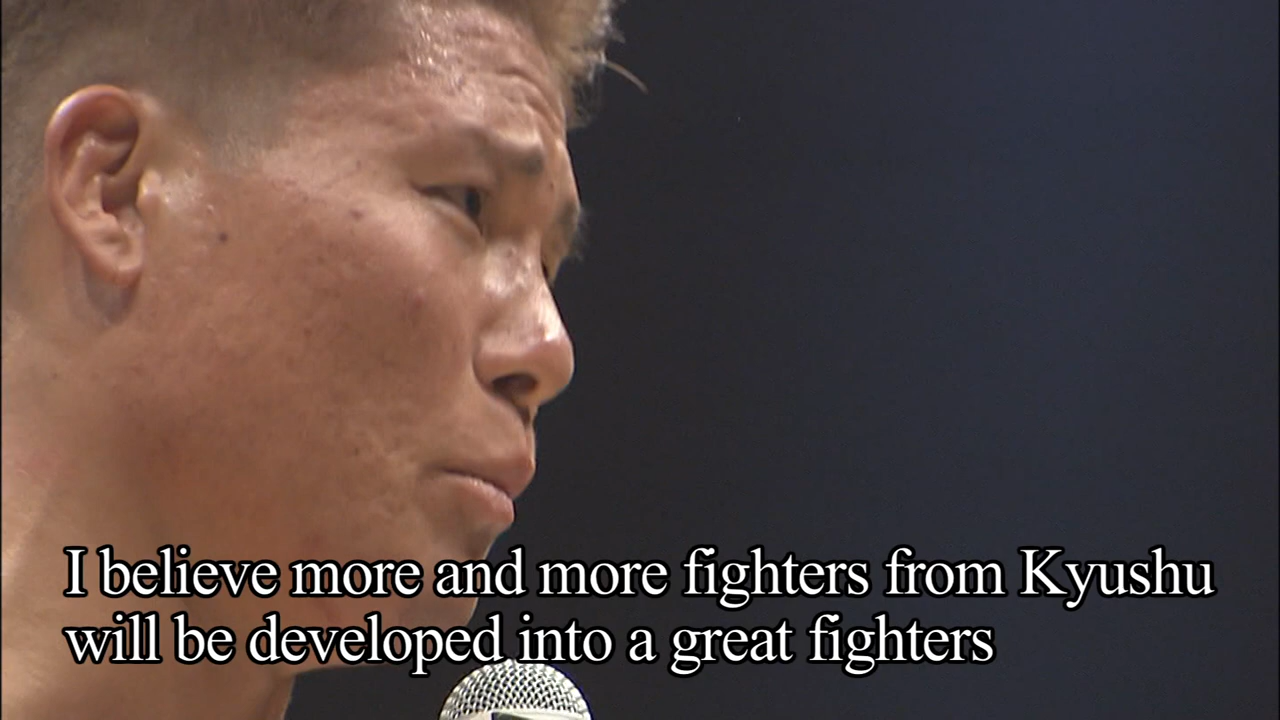 I believe more and more fighters from Kyushu
will be developed into a great fighters